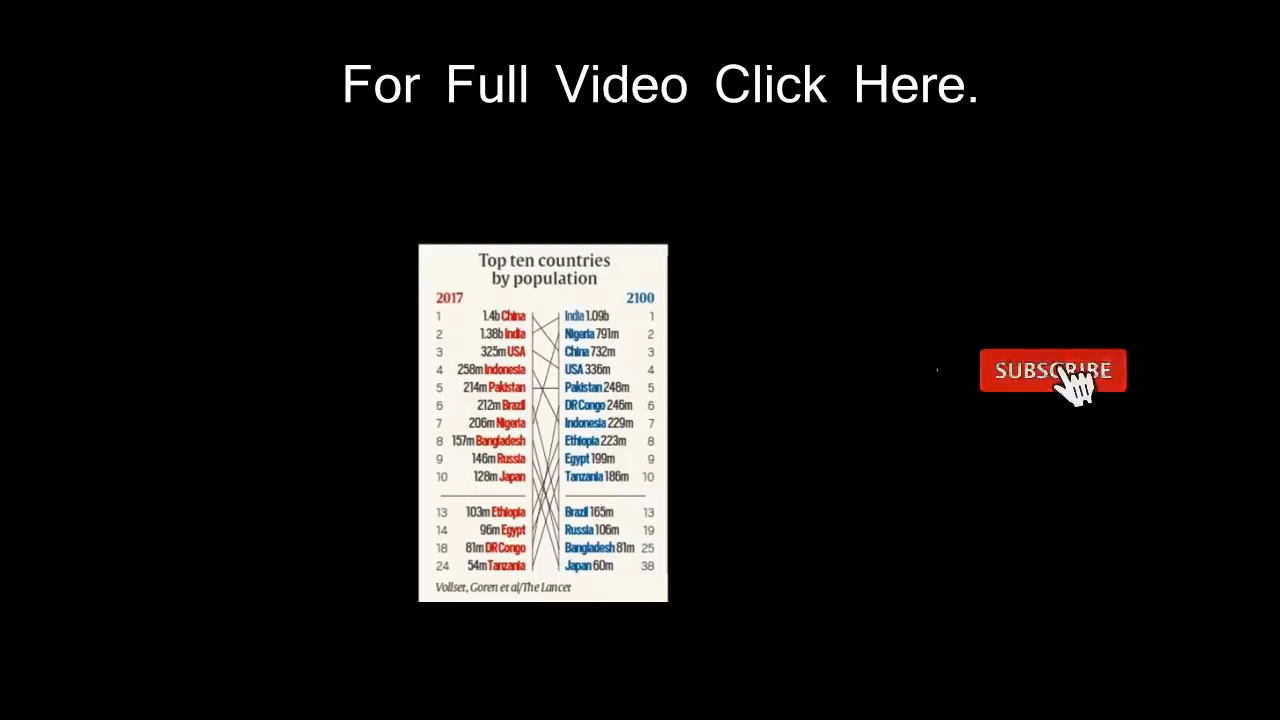 For Full Video Click Here.
Top ten countries
by population
2017 2100
1 1.4b China India 1.09b 1
2 1.38b India Nigeria 791m 2
3 325m USA China 732m 3
4 258m Indonesia USA 336m 4
5 214m Pakistan Pakistan 248m 5
6 212m Brazil DR Congo 246m 6
7 206m Nigeria Indonesia 229m 7
8 157m Bangladesh Ethiopia 223m 8
9 146m Russia Egypt 199m 9
10 128m Japan Tanzania 186m 10
13 103m Ethiopia Brazil 165m 13
14 96m Egypt Russia 106m 19
18 81m DR Congo Bangladesh 81m 25
24 54m Tanzania Japan 60m 38
Vollset, Goren et al/The Lancet
SUBSCRIBE